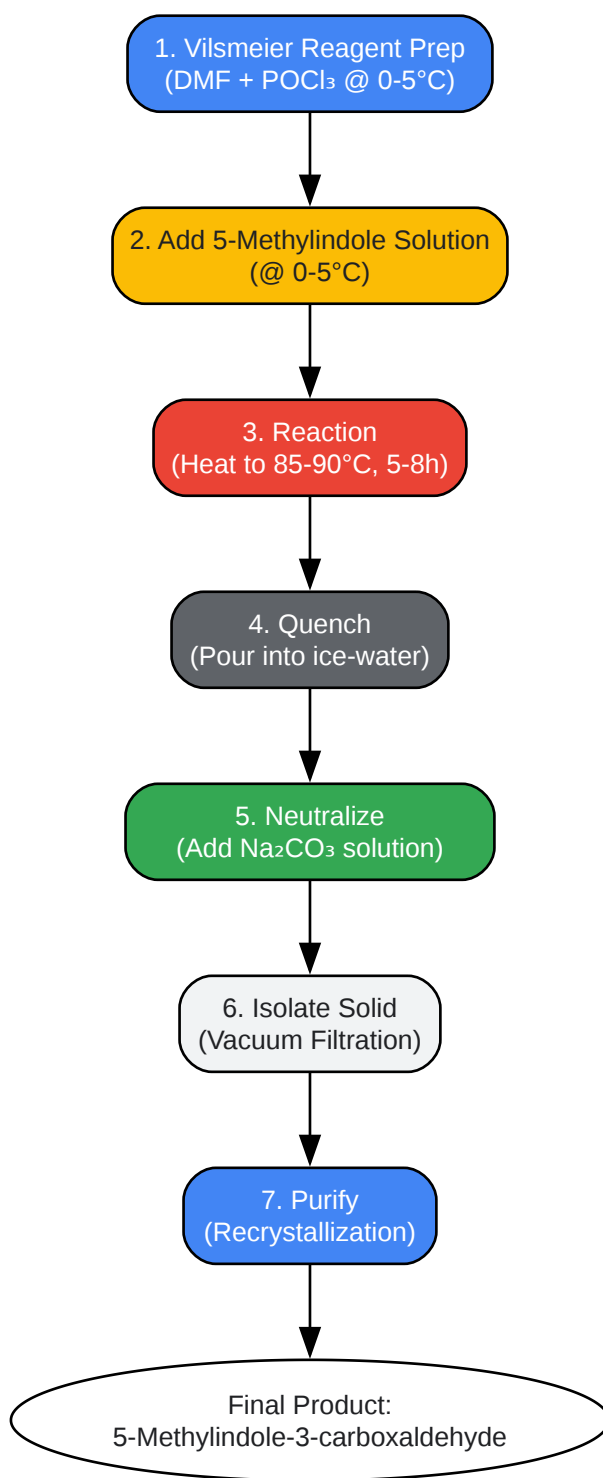 1. Vilsmeier Reagent Prep
(DMF + POCl₃ @ 0-5°C)
2. Add 5-Methylindole Solution
(@ 0-5°C)
3. Reaction
(Heat to 85-90°C, 5-8h)
4. Quench
(Pour into ice-water)
5. Neutralize
(Add Na₂CO₃ solution)
6. Isolate Solid
(Vacuum Filtration)
7. Purify
(Recrystallization)
Final Product:
5-Methylindole-3-carboxaldehyde